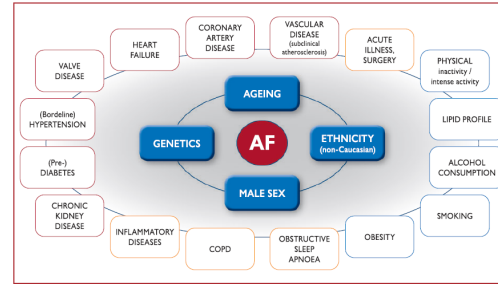 HEART
FAILURE
CORONARY
ARTERY
DISEASE
VASCULAR
DISEASE
(subclinical
atherosclerosis)
ACUTE
ILLNESS,
SURGERY
VALVE
DISEASE
PHYSICAL
inactivity /
intense activity
AGEING
(Bordeline)
HYPERTENSION
LIPID PROFILE
GENETICS
AF
ETHNICITY
(non-Caucasian)
(Pre-)
DIABETES
ALCOHOL
CONSUMPTION
MALE SEX
CHRONIC
KIDNEY
DISEASE
SMOKING
INFLAMMATORY
DISEASES
COPD
OBSTRUCTIVE
SLEEP
APNOEA
OBESITY